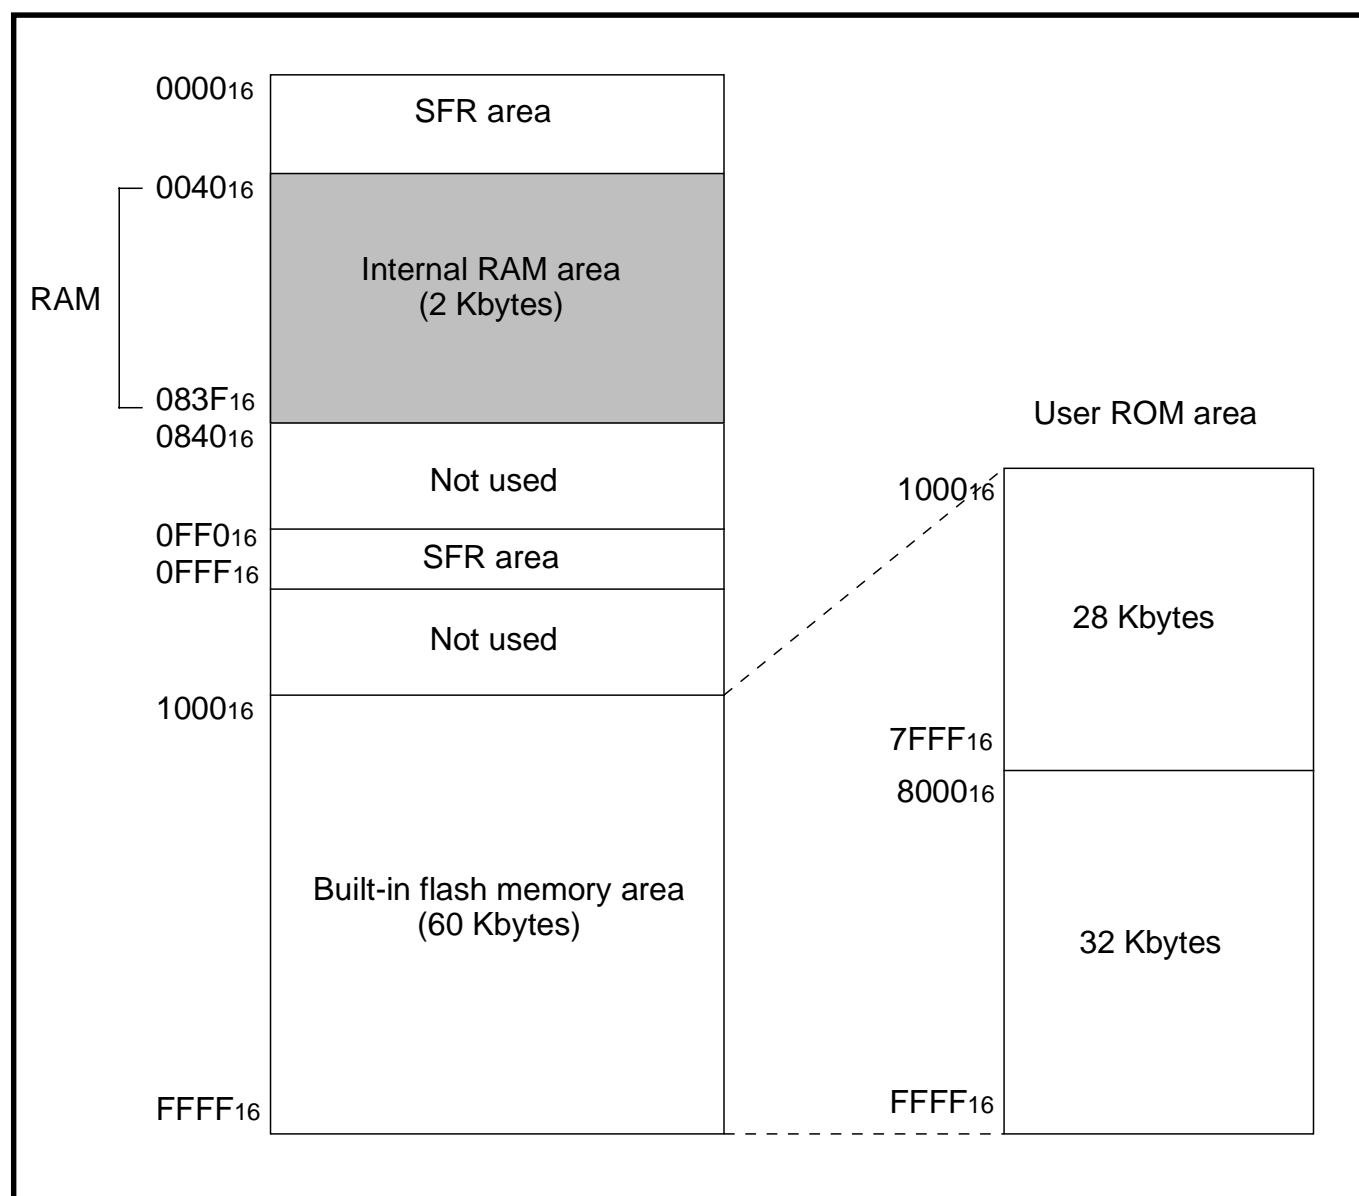 000016
SFR area
004016
Internal RAM area
(2 Kbytes)
RAM
083F16
084016
Not used
0FF016
SFR area
0FFF16
Not used
100016
Built-in flash memory area
(60 Kbytes)
FFFF16
User ROM area
100016
28 Kbytes
7FFF16
800016
32 Kbytes
FFFF16